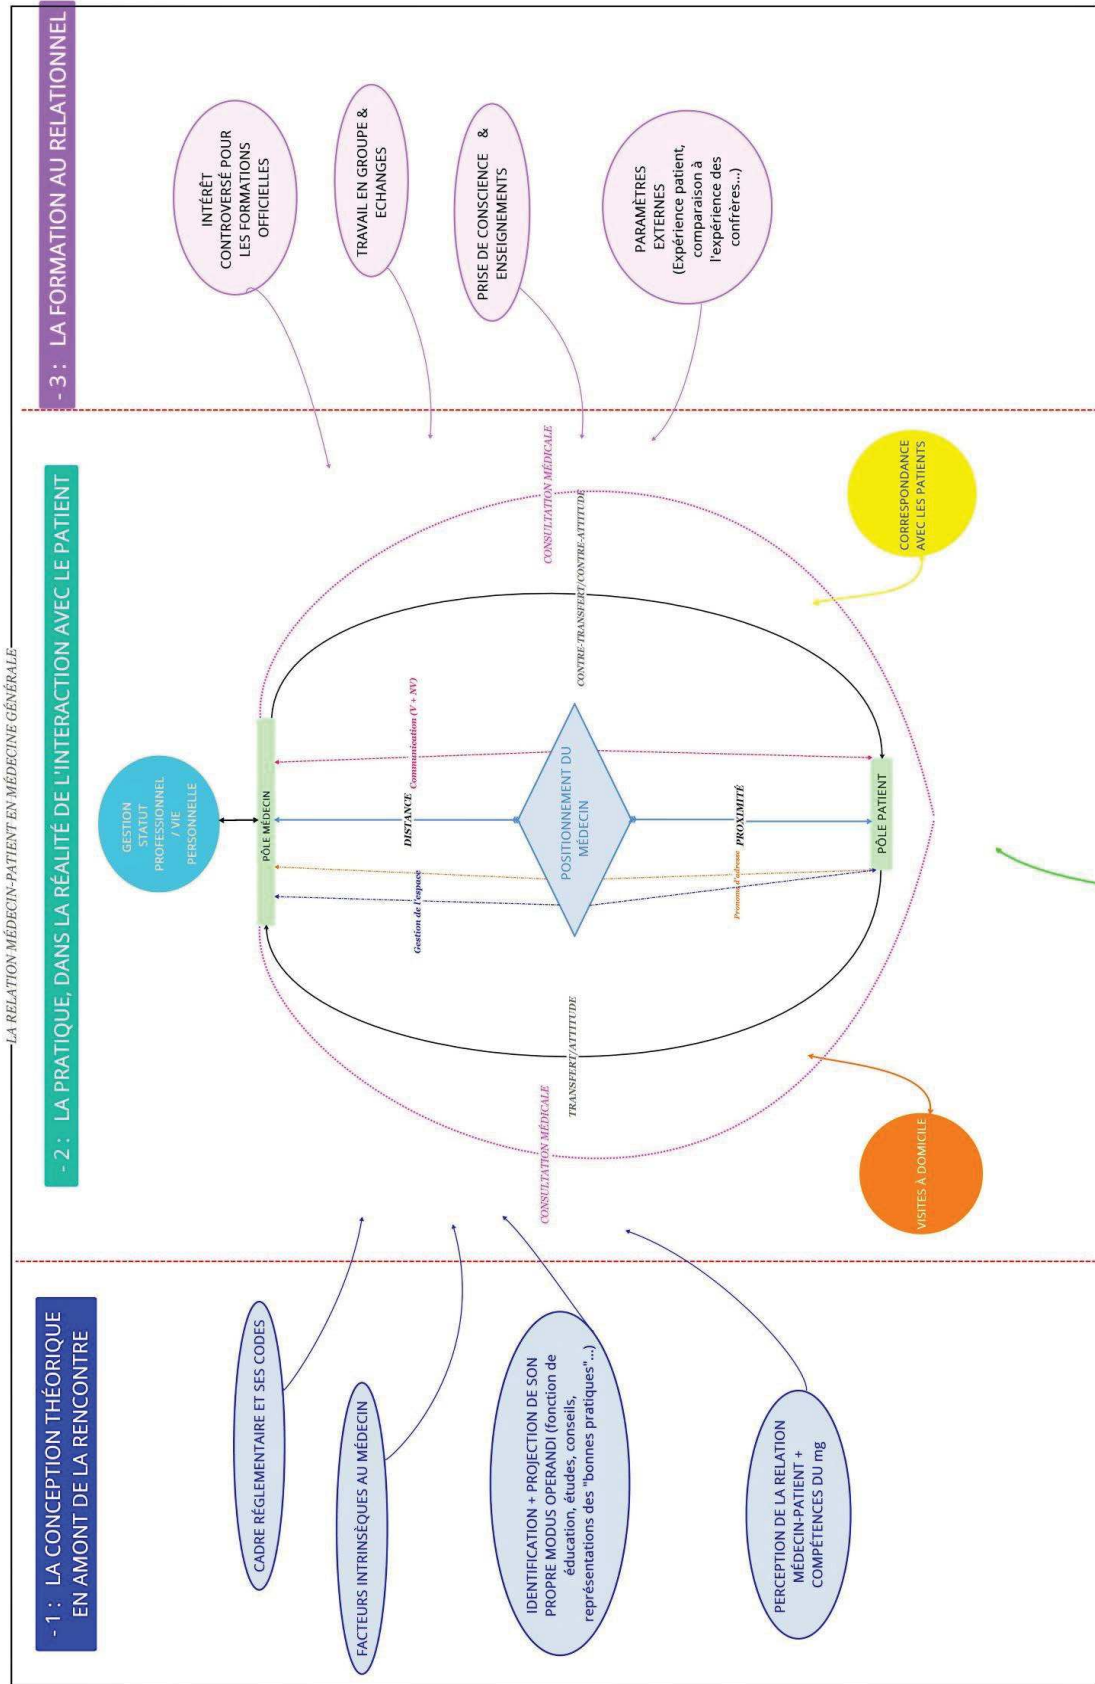 LA RELATION MÉDECIN-PATIENT EN MÉDECINE GÉNÉRALE
- 1 : LA CONCEPTION THÉORIQUE
EN AMONT DE LA RENCONTRE
CADRE RÉGLEMENTAIRE ET SES CODES
FACTEURS INTRINSÈQUES AU MÉDECIN
IDENTIFICATION + PROJECTION DE SON
PROPRE MODUS OPERANDI (fonction de
éducation, études, conseils,
représentations des "bonnes pratiques"...)
PERCEPTION DE LA RELATION
MÉDECIN-PATIENT +
COMPÉTENCES DU mg
- 2 : LA PRATIQUE, DANS LA RÉALITÉ DE L'INTERACTION AVEC LE PATIENT
GESTION
STATUT
PROFESSIONNEL
/ VIE
PERSONNELLE
PÔLE MÉDECIN
Gestion de l'espace
DISTANCE
Communication (V + NV)
CONSULTATION MÉDICALE
TRANSFERT/ATTITUDE
POSITIONNEMENT DU
MÉDECIN
CONTRE-TRANSFERT/CONTRE-ATTITUDE
CONSULTATION MÉDICALE
Pronoms d'adresse
PROXIMITÉ
PÔLE PATIENT
VISITES À DOMICILE
CORRESPONDANCE
AVEC LES PATIENTS
- 3 : LA FORMATION AU RELATIONNEL
INTÉRÊT
CONTROVERSÉ POUR
LES FORMATIONS
OFFICIELLES
TRAVAIL EN GROUPE &
ECHANGES
PRISE DE CONSCIENCE &
ENSEIGNEMENTS
PARAMÈTRES
EXTERNES
(Expérience patient,
comparaison à
l'expérience des
confrères...)